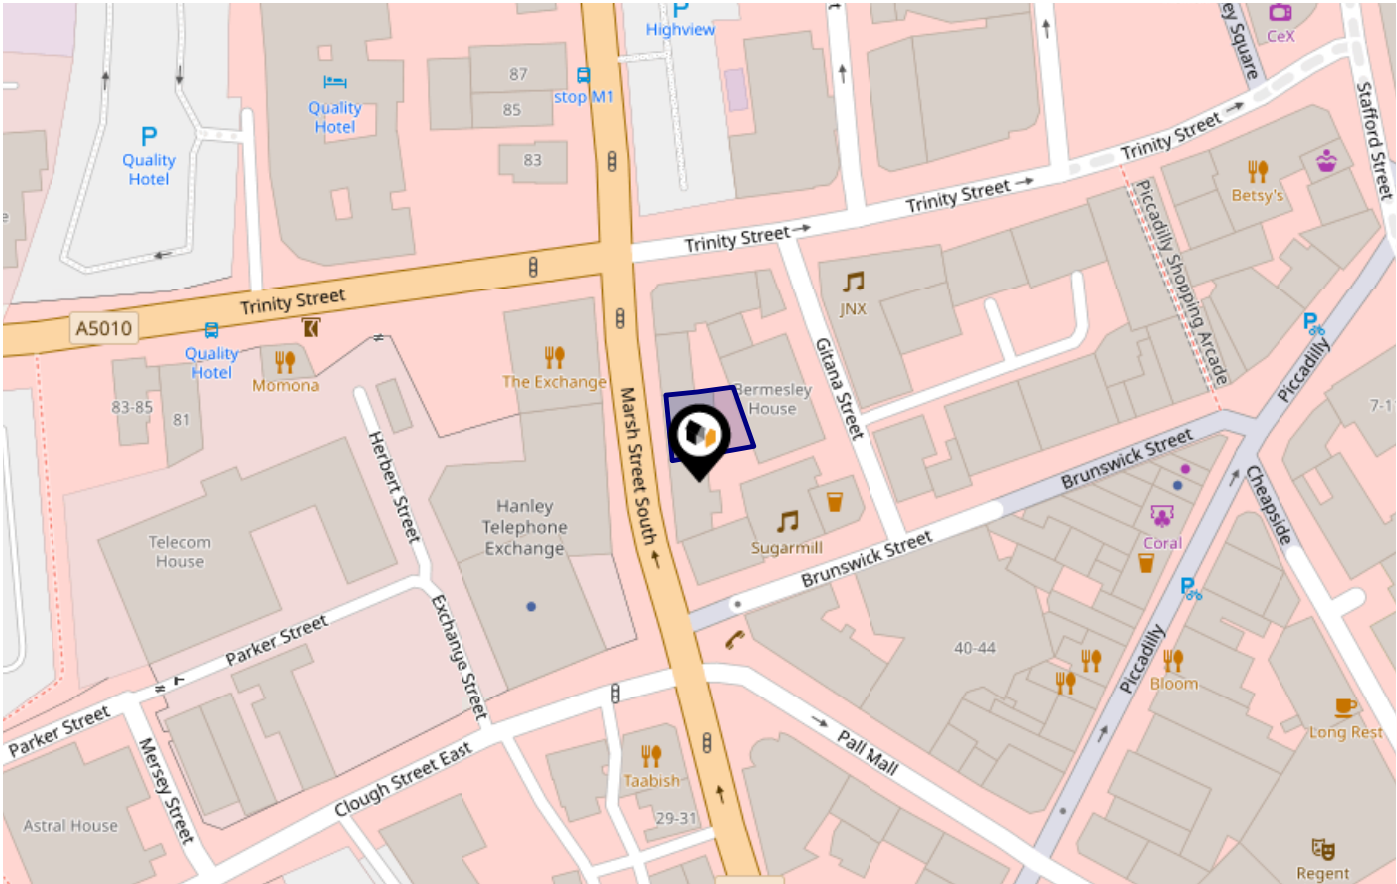 Highview
CeX
ey Square
Stafford Street
87
85
83
stop M1
Quality
Hotel
P
Quality
Hotel
Trinity Street
Betsy's
Trinity Street
Trinity Street
Trinity Street
A5010
Quality
Hotel
Momona
83-85
81
The Exchange
JNX
Piccadilly Shopping Arcade
Piccadilly
Bermesley
House
Gitana Street
Marsh Street South
7-1
Herbert Street
Hanley
Telephone
Exchange
Telecom
House
Sugarmill
Brunswick Street
Brunswick Street
Coral
Cheapside
Exchange Street
Parker Street
Parker Street
40-44
Piccadilly
Bloom
Long Rest
Mersey Street
Clough Street East
Pall Mall
Taabish
29-31
Astral House
Regent